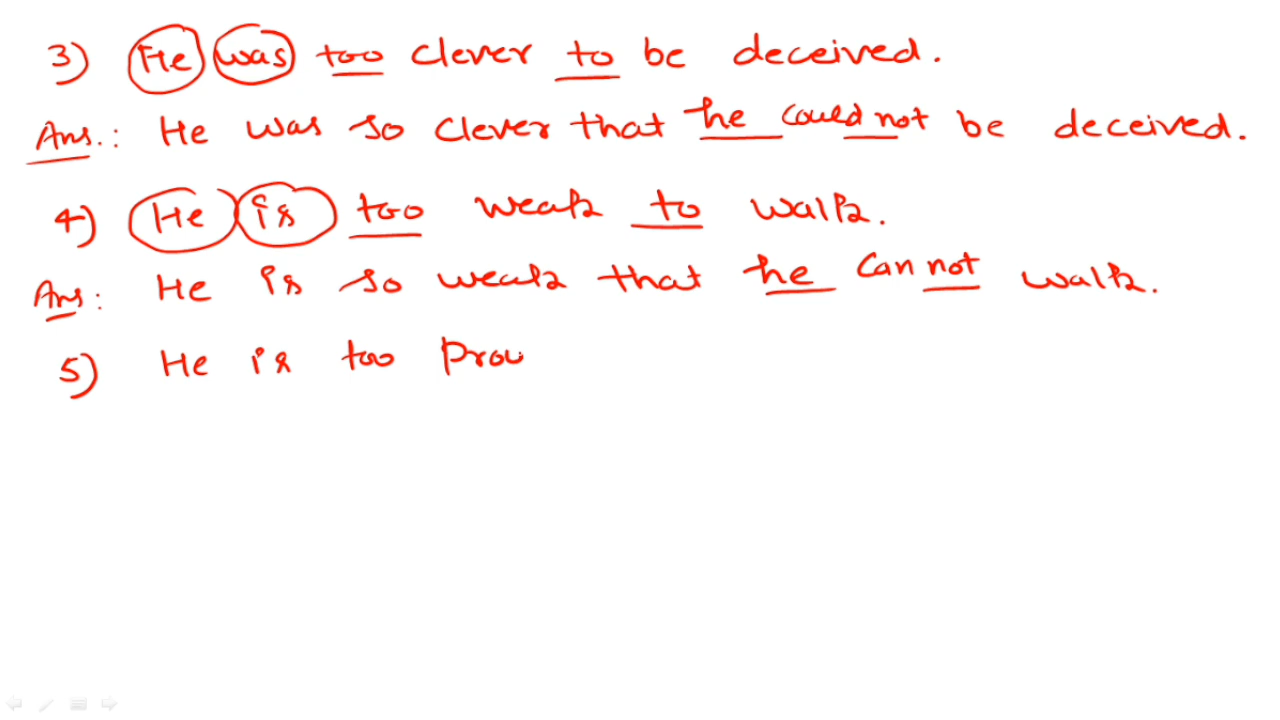 3) He was too clever to be deceived.
Ans.: He was so clever that he could not be deceived.
4) He is too weak to walk.
Ans: He is so weak that he can not walk.
5) He is too Prou